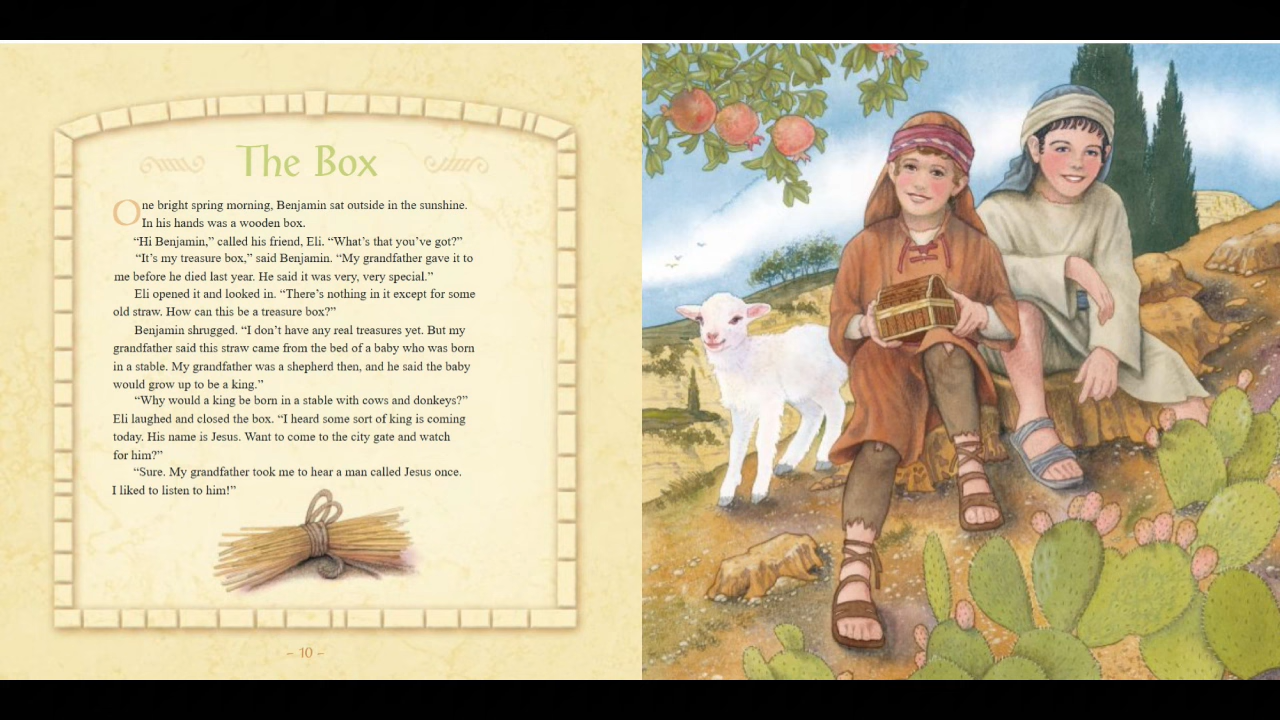 The Box
One bright spring morning, Benjamin sat outside in the sunshine.
In his hands was a wooden box.
“Hi Benjamin,” called his friend, Eli. “What’s that you’ve got?”
“It’s my treasure box,” said Benjamin. “My grandfather gave it to
me before he died last year. He said it was very, very special.”
Eli opened it and looked in. “There’s nothing in it except for some
old straw. How can this be a treasure box?”
Benjamin shrugged. “I don’t have any real treasures yet. But my
grandfather said this straw came from the bed of a baby who was born
in a stable. My grandfather was a shepherd then, and he said the baby
would grow up to be a king.”
“Why would a king be born in a stable with cows and donkeys?”
Eli laughed and closed the box. “I heard some sort of king is coming
today. His name is Jesus. Want to come to the city gate and watch
for him?”
“Sure. My grandfather took me to hear a man called Jesus once.
I liked to listen to him!”
– 10 –